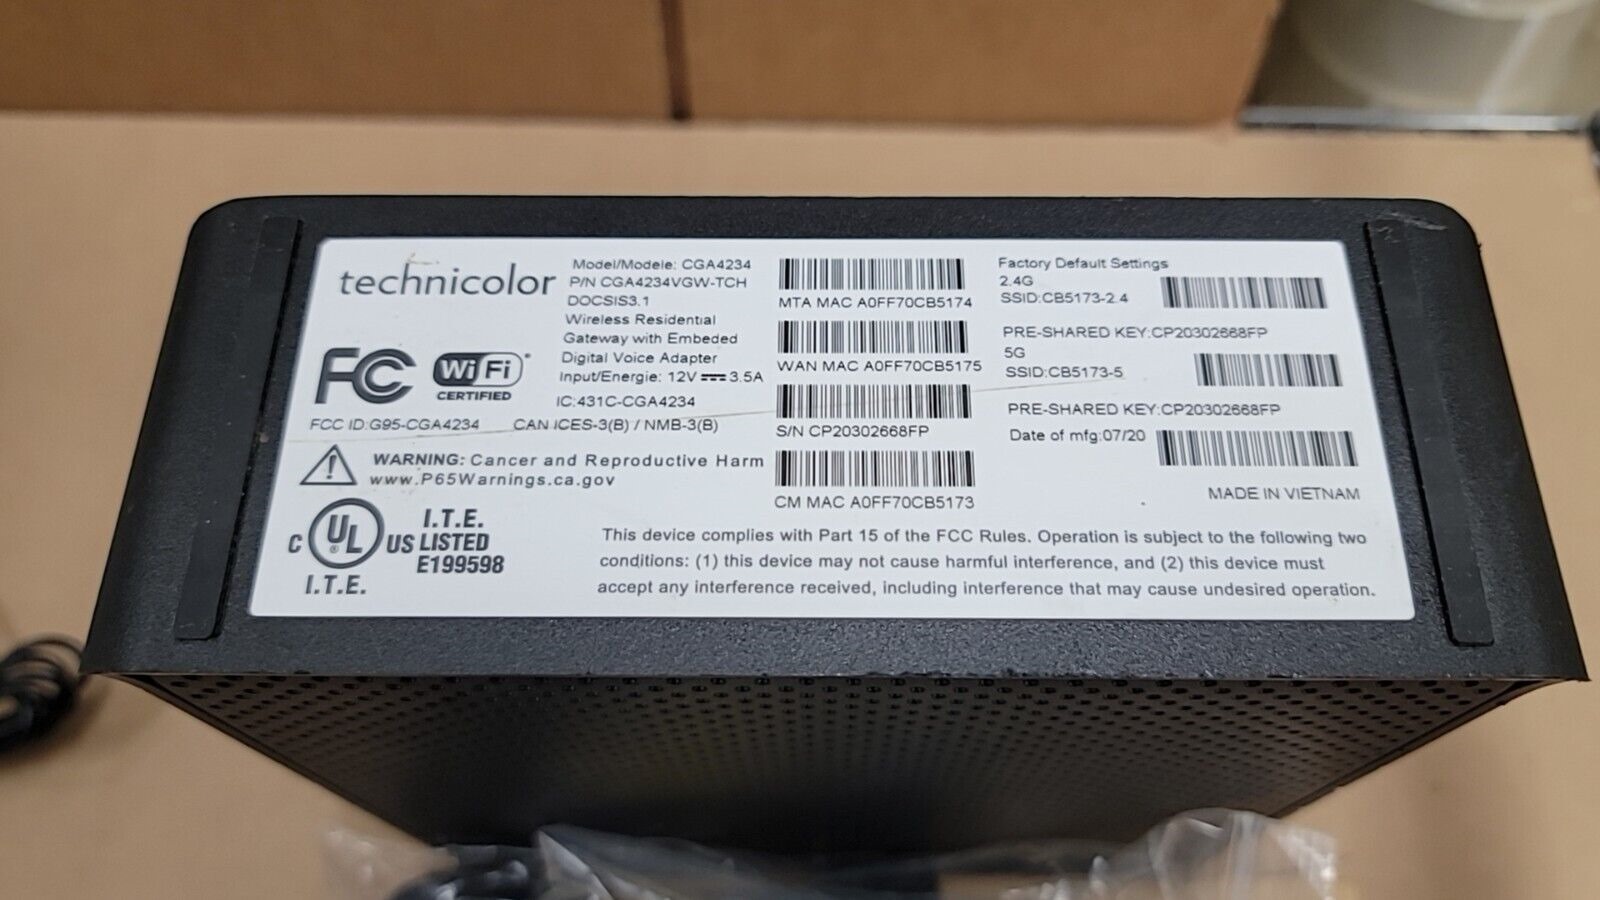 technicolor
Model/Modele: CGA4234
P/N CGA4234VGW-TCH
DOCSIS3.1
Wireless Residential
Gateway with Embeded
Digital Voice Adapter
Input/Energie: 12V 3.5A
IC:431C-CGA4234
FC
Wi Fi
CERTIFIED
FCC ID:G95-CGA4234 CAN ICES-3(B) / NMB-3(B)
WARNING: Cancer and Reproductive Harm
www.P65Warnings.ca.gov
C UL ® US
I.T.E.
I.T.E.
LISTED
E199598
MTA MAC A0FF70CB5174
WAN MAC A0FF70CB5175
S/N CP20302668FP
CM MAC A0FF70CB5173
Factory Default Settings
2.4G
SSID:CB5173-2.4
PRE-SHARED KEY:CP20302668FP
5G
SSID:CB5173-5
PRE-SHARED KEY:CP20302668FP
Date of mfg:07/20
MADE IN VIETNAM
This device complies with Part 15 of the FCC Rules. Operation is subject to the following two
conditions: (1) this device may not cause harmful interference, and (2) this device must
accept any interference received, including interference that may cause undesired operation.